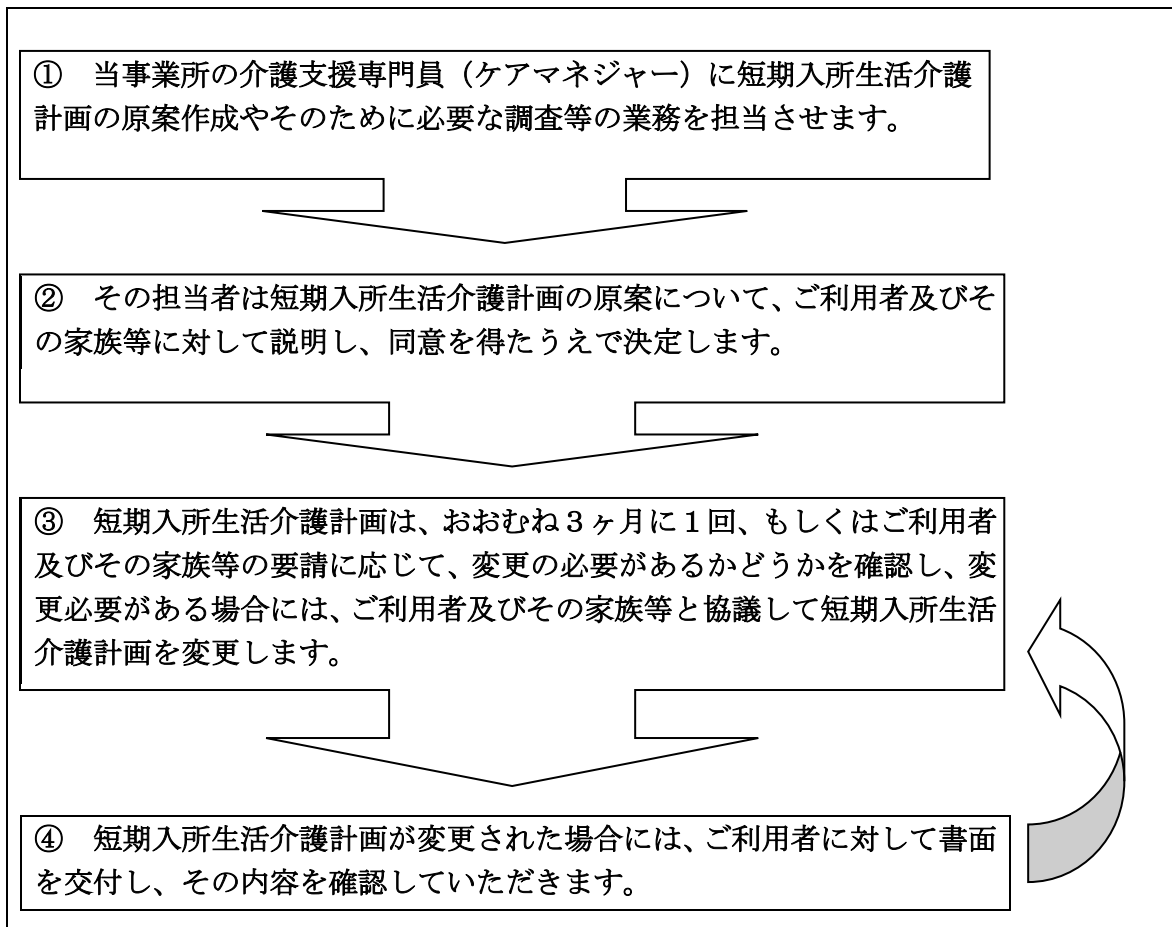 ① 当事業所の介護支援専門員（ケアマネジャー）に短期入所生活介護
計画の原案作成やそのために必要な調査等の業務を担当させます。
② その担当者は短期入所生活介護計画の原案について、ご利用者及びそ
の家族等に対して説明し、同意を得たうえで決定します。
③ 短期入所生活介護計画は、おおむね３ヶ月に１回、もしくはご利用者
及びその家族等の要請に応じて、変更の必要があるかどうかを確認し、変
更必要がある場合には、ご利用者及びその家族等と協議して短期入所生活
介護計画を変更します。
④ 短期入所生活介護計画が変更された場合には、ご利用者に対して書面
を交付し、その内容を確認していただきます。